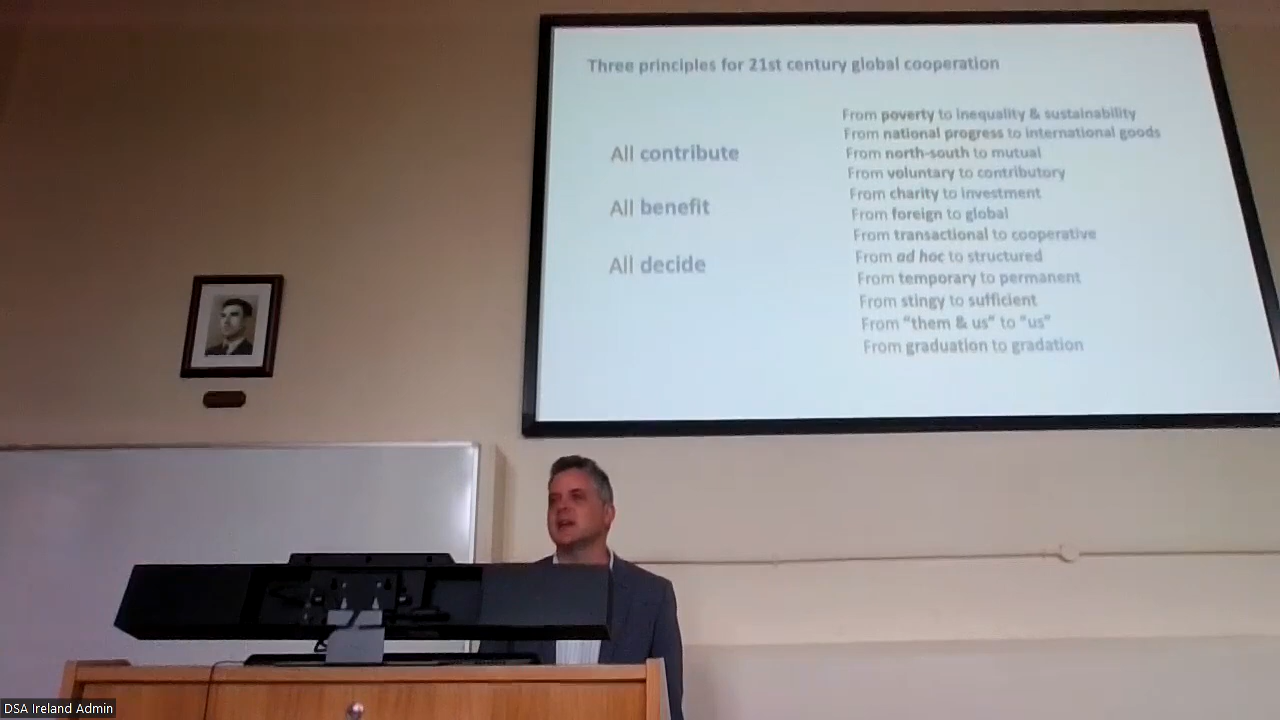 Three principles for 21st century global cooperation
All contribute
All benefit
All decide
From poverty to inequality & sustainability
From national progress to international goods
From north-south to mutual
From voluntary to contributory
From charity to investment
From foreign to global
From transactional to cooperative
From ad hoc to structured
From temporary to permanent
From stingy to sufficient
From "them & us" to "us"
From graduation to gradation
DSA Ireland Admin